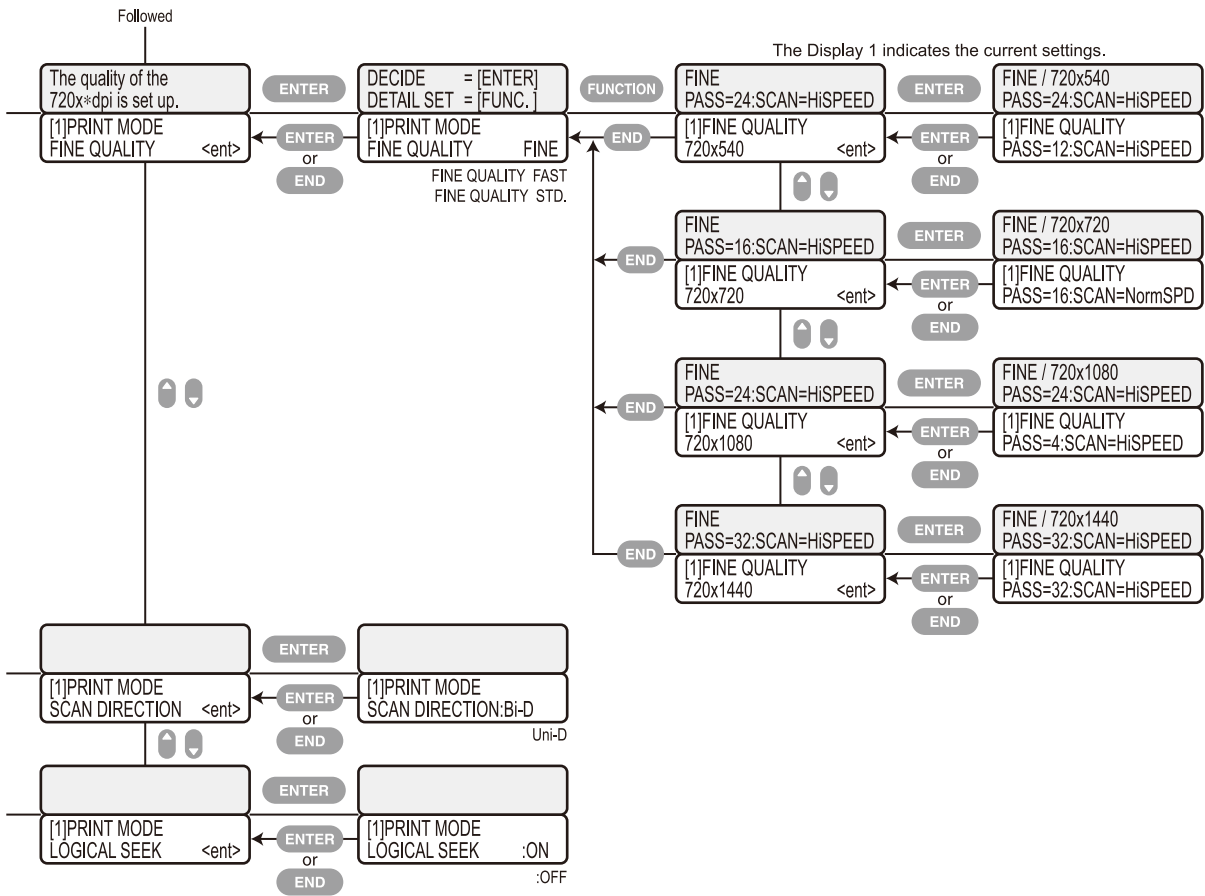 Followed
The Display 1 indicates the current settings.
The quality of the
720x*dpi is set up.
ENTER
DECIDE = [ENTER]
DETAIL SET = [FUNC. ]
FUNCTION
FINE
PASS=24:SCAN=HiSPEED
ENTER
FINE / 720x540
PASS=24:SCAN=HiSPEED
[1]PRINT MODE
FINE QUALITY <ent>
ENTER
or
END
[1]PRINT MODE
FINE QUALITY FINE
FINE QUALITY FAST
FINE QUALITY STD.
END
[1]FINE QUALITY
720x540 <ent>
ENTER
or
END
[1]FINE QUALITY
PASS=12:SCAN=HiSPEED
FINE
PASS=16:SCAN=HiSPEED
ENTER
FINE / 720x720
PASS=16:SCAN=HiSPEED
END
[1]FINE QUALITY
720x720 <ent>
ENTER
or
END
[1]FINE QUALITY
PASS=16:SCAN=NormSPD
FINE
PASS=24:SCAN=HiSPEED
ENTER
FINE / 720x1080
PASS=24:SCAN=HiSPEED
END
[1]FINE QUALITY
720x1080 <ent>
ENTER
or
END
[1]FINE QUALITY
PASS=4:SCAN=HiSPEED
FINE
PASS=32:SCAN=HiSPEED
ENTER
FINE / 720x1440
PASS=32:SCAN=HiSPEED
END
[1]FINE QUALITY
720x1440 <ent>
ENTER
or
END
[1]FINE QUALITY
PASS=32:SCAN=HiSPEED
ENTER
[1]PRINT MODE
SCAN DIRECTION <ent>
ENTER
or
END
[1]PRINT MODE
SCAN DIRECTION:Bi-D
Uni-D
ENTER
[1]PRINT MODE
LOGICAL SEEK <ent>
ENTER
or
END
[1]PRINT MODE
LOGICAL SEEK :ON
:OFF